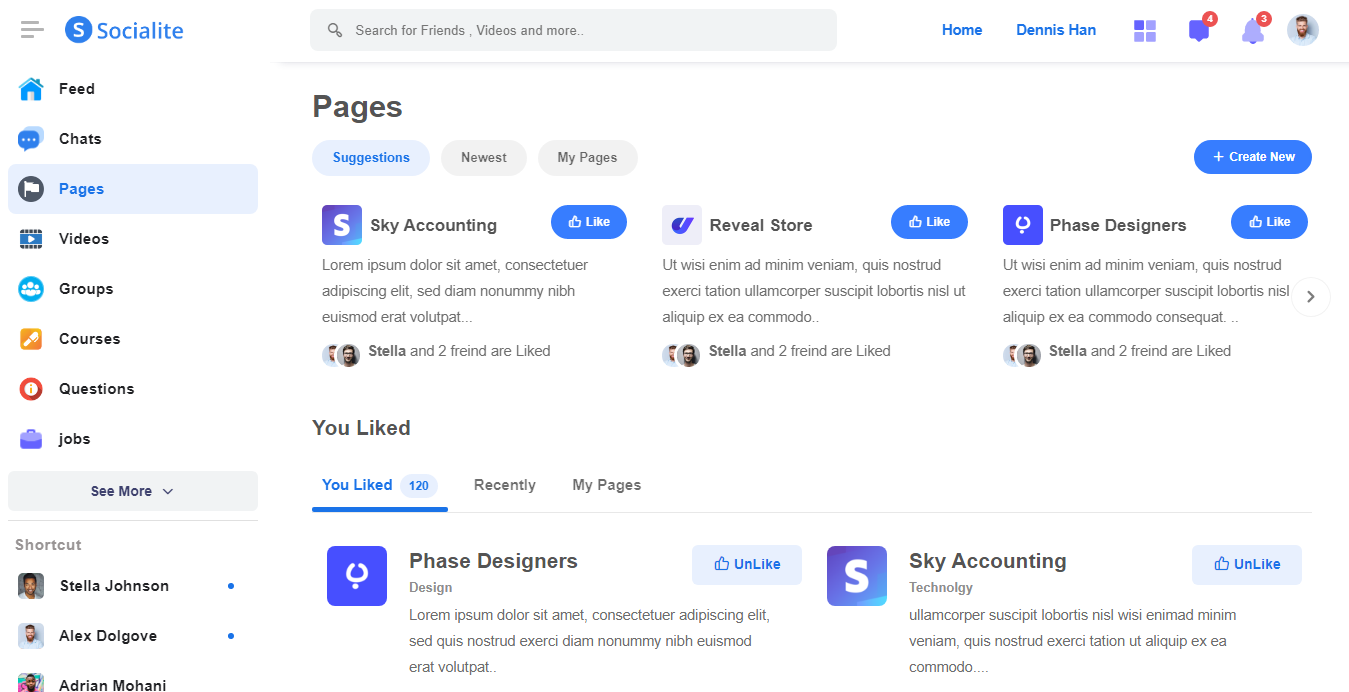 S Socialite
Search for Friends , Videos and more..
Home
Dennis Han
4
3
Feed
Chats
Pages
Videos
Groups
Courses
Questions
jobs
See More
Shortcut
Stella Johnson
Alex Dolgove
Adrian Mohani
Pages
Suggestions
Newest
My Pages
+ Create New
S
Sky Accounting
Like
Lorem ipsum dolor sit amet, consectetuer
adipiscing elit, sed diam nonummy nibh
euismod erat volutpat...
Stella and 2 freind are Liked
Reveal Store
Like
Ut wisi enim ad minim veniam, quis nostrud
exerci tation ullamcorper suscipit lobortis nisl ut
aliquip ex ea commodo..
Stella and 2 freind are Liked
Phase Designers
Like
Ut wisi enim ad minim veniam, quis nostrud
exerci tation ullamcorper suscipit lobortis nisl
aliquip ex ea commodo consequat. ..
Stella and 2 freind are Liked
You Liked
You Liked 120
Recently
My Pages
Phase Designers
UnLike
Design
Lorem ipsum dolor sit amet, consectetuer adipiscing elit,
sed quis nostrud exerci diam nonummy nibh euismod
erat volutpat..
S
Sky Accounting
UnLike
Technolgy
ullamcorper suscipit lobortis nisl wisi enimad minim
veniam, quis nostrud exerci tation ut aliquip ex ea
commodo....